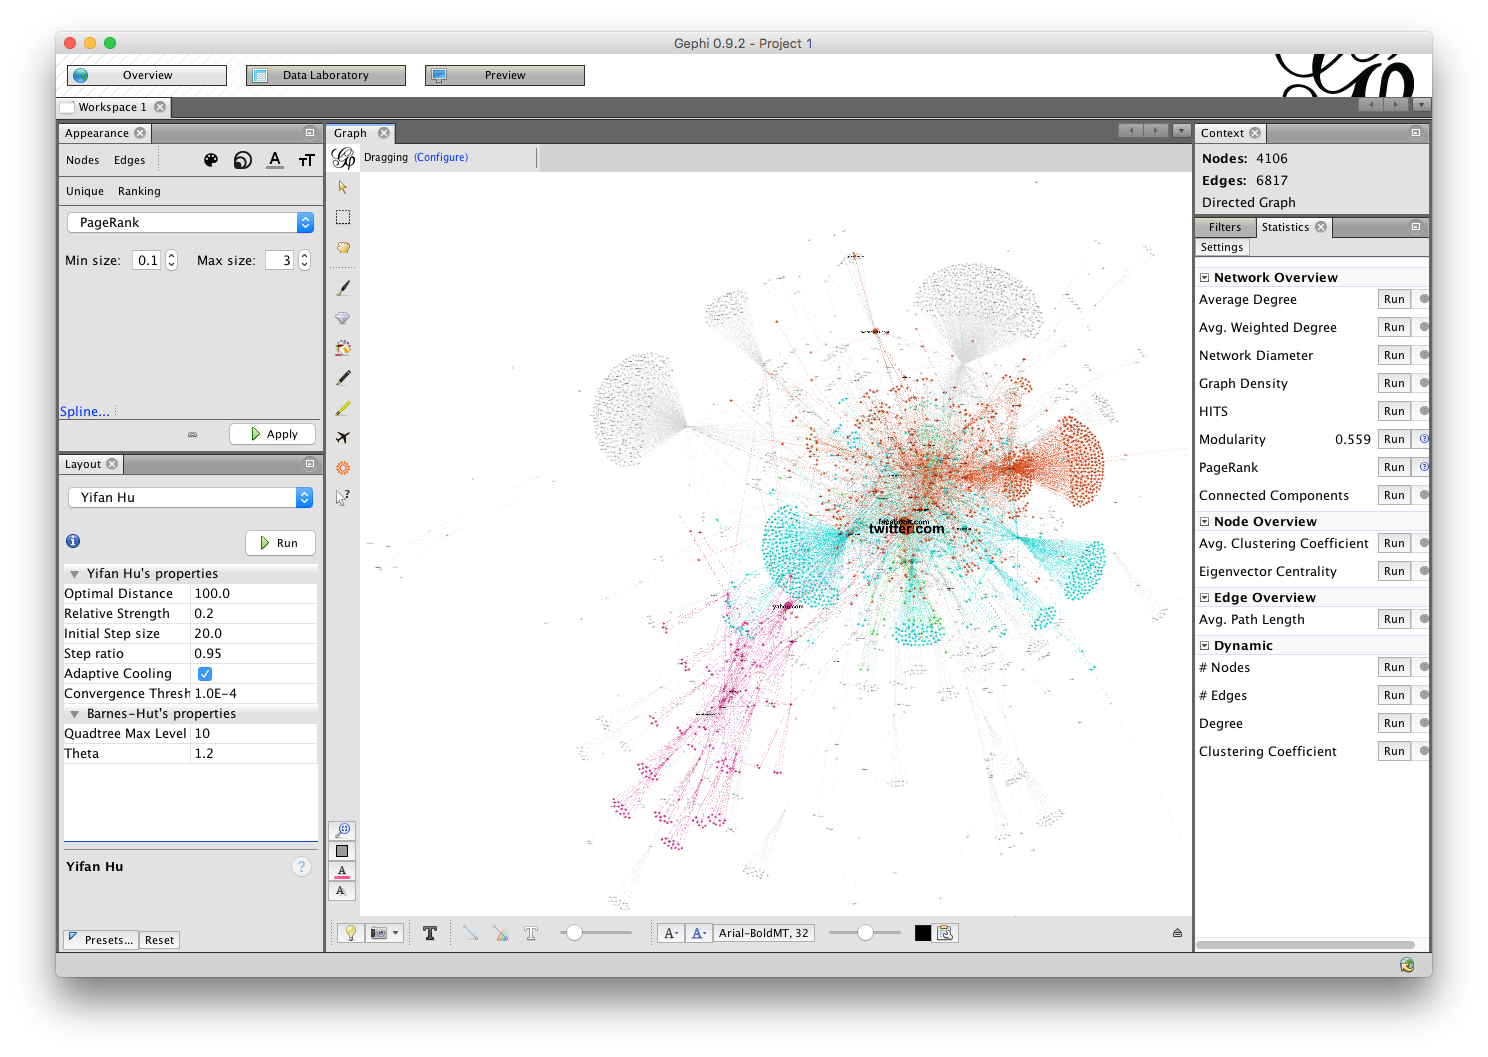 Gephi 0.9.2 - Project 1
Overview
Data Laboratory
Preview
Workspace 1
Appearance
Nodes Edges
Unique Ranking
PageRank
Min size: 0.1 Max size: 3
Spline...
Apply
Layout
Yifan Hu
Run
Yifan Hu's properties
Optimal Distance 100.0
Relative Strength 0.2
Initial Step size 20.0
Step ratio 0.95
Adaptive Cooling
Convergence Thresh 1.0E-4
Barnes-Hut's properties
Quadtree Max Level 10
Theta 1.2
Yifan Hu
?
Presets... Reset
Graph
Dragging (Configure)
facebook.com
twitter.com
yahoo.com
A
A
T
T
A
A
Arial-BoldMT, 32
Context
Nodes: 4106
Edges: 6817
Directed Graph
Filters Statistics
Settings
Network Overview
Average Degree Run
Avg. Weighted Degree Run
Network Diameter Run
Graph Density Run
HITS Run
Modularity 0.559 Run
PageRank Run
Connected Components Run
Node Overview
Avg. Clustering Coefficient Run
Eigenvector Centrality Run
Edge Overview
Avg. Path Length Run
Dynamic
# Nodes Run
# Edges Run
Degree Run
Clustering Coefficient Run